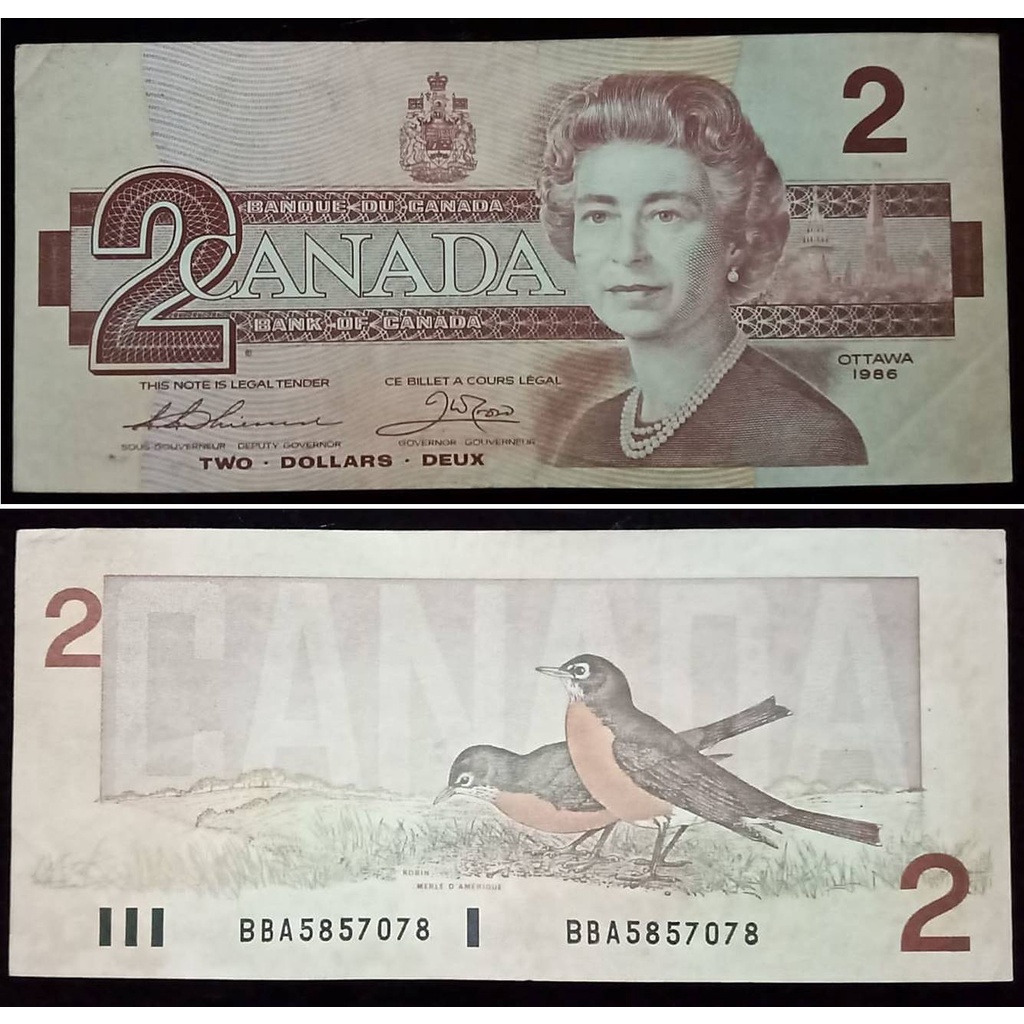 2
BANQUE DU CANADA
2
CANADA
BANK OF CANADA
OTTAWA
1986
THIS NOTE IS LEGAL TENDER CE BILLET A COURS LÉGAL
SOUS-GOUVERNEUR DEPUTY GOVERNOR GOVERNOR GOUVERNEUR
TWO · DOLLARS · DEUX
2
CANADA
ROBIN
MERLE D'AMÉRIQUE
2
BBA5857078 BBA5857078